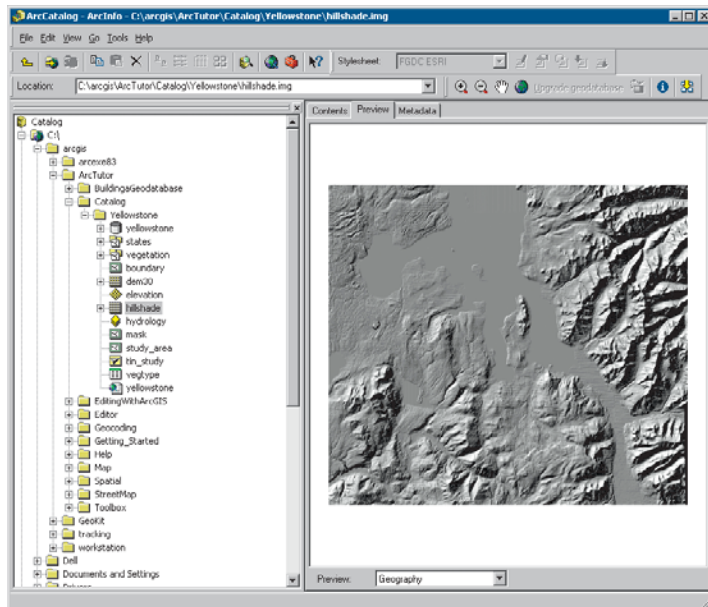 ArcCatalog - ArcInfo - C:\arcgis\ArcTutor\Catalog\Yellowstone\hillshade.img
File Edit View Go Tools Help
Stylesheet: FGDC ESRI
Location: C:\arcgis\ArcTutor\Catalog\Yellowstone\hillshade.img
Upgrade geodatabase
Contents Preview Metadata
Catalog
C:\
arcgis
arcexe83
ArcTutor
BuildingaGeodatabase
Catalog
Yellowstone
yellowstone
states
vegetation
boundary
dem30
elevation
hillshade
hydrology
mask
study_area
tin_study
vegtype
yellowstone
EditingWithArcGIS
Editor
Geocoding
Getting_Started
Help
Map
Spatial
StreetMap
Toolbox
GeoKit
tracking
workstation
Dell
Documents and Settings
Drivers
Preview: Geography